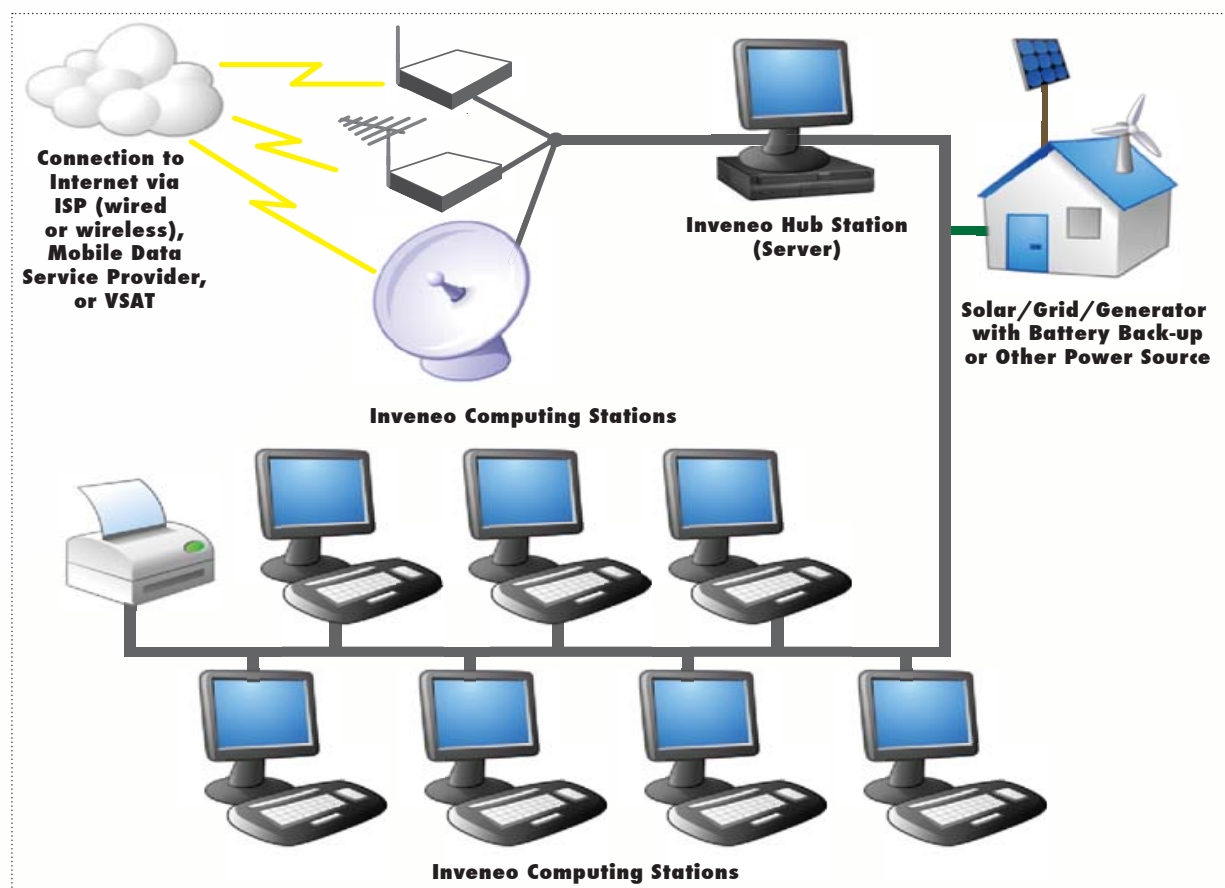 Connection to
Internet via
ISP (wired
or wireless),
Mobile Data
Service Provider,
or VSAT
Inveneo Hub Station
(Server)
Solar/Grid/Generator
with Battery Back-up
or Other Power Source
Inveneo Computing Stations
Inveneo Computing Stations